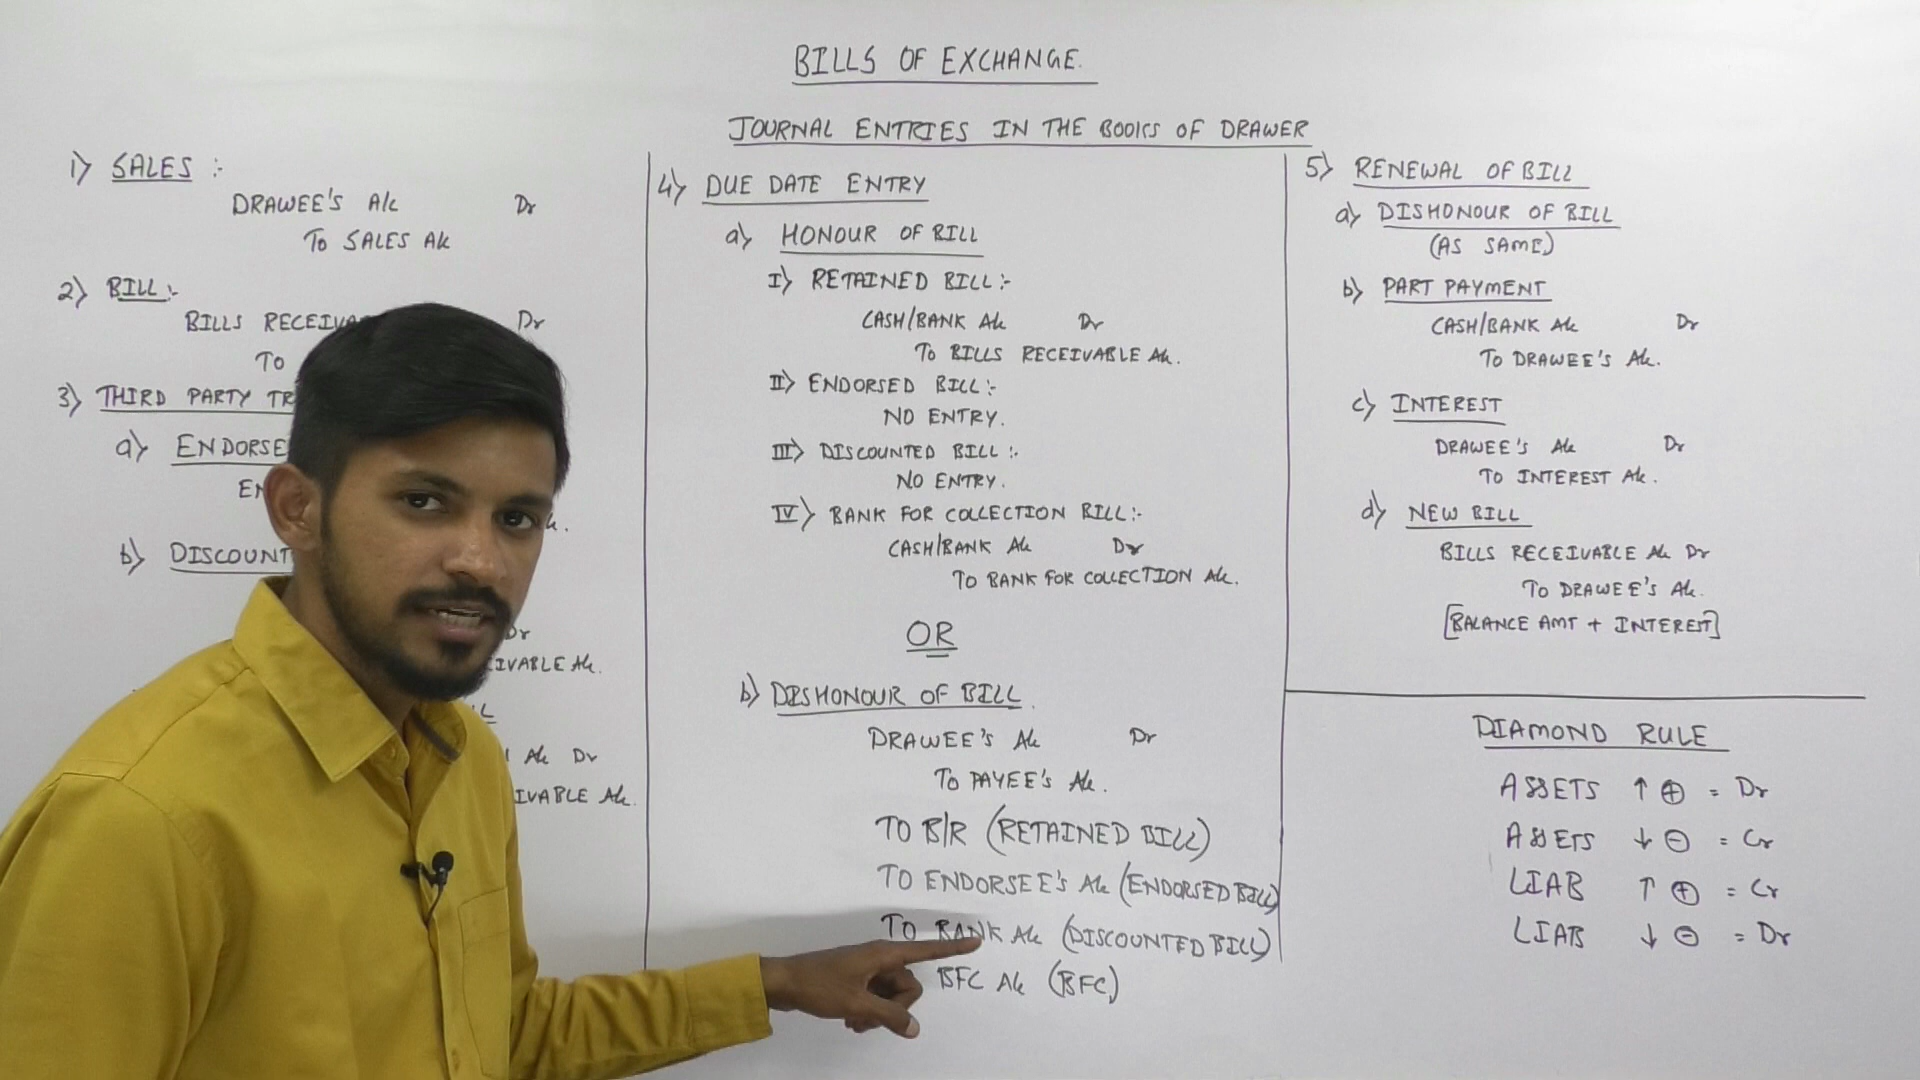 BILLS OF EXCHANGE.
JOURNAL ENTRIES IN THE BOOKS OF DRAWER
1) SALES :-
DRAWEE'S A/c Dr
To SALES A/c
2) BILL :-
BILLS RECEIVA Dr
To
3) THIRD PARTY TR
a) ENDORSE
EN
b) DISCOUNT
Dr
EIVABLE A/c.
A/c Dr
IVABLE A/c.
4) DUE DATE ENTRY
a) HONOUR OF BILL
I) RETAINED BILL :-
CASH/BANK A/c Dr
To BILLS RECEIVABLE A/c.
II) ENDORSED BILL :-
NO ENTRY.
III) DISCOUNTED BILL :-
NO ENTRY.
IV) BANK FOR COLLECTION BILL :-
CASH/BANK A/c Dr
To BANK FOR COLLECTION A/c.
OR
b) DISHONOUR OF BILL.
DRAWEE'S A/c Dr
To PAYEE'S A/c.
TO B/R (RETAINED BILL)
TO ENDORSEE'S A/c (ENDORSED BILL)
TO BANK A/c (DISCOUNTED BILL)
BFC A/c (BFC)
5) RENEWAL OF BILL
a) DISHONOUR OF BILL
(AS SAME)
b) PART PAYMENT
CASH/BANK A/c Dr
To DRAWEE'S A/c.
c) INTEREST
DRAWEE'S A/c Dr
To INTEREST A/c.
d) NEW BILL
BILLS RECEIVABLE A/c Dr
To DRAWEE'S A/c.
[BALANCE AMT + INTEREST]
DIAMOND RULE
ASSETS ↑ ⊕ = Dr
ASSETS ↓ ⊖ = Cr
LIAB ↑ ⊕ = Cr
LIAB ↓ ⊖ = Dr